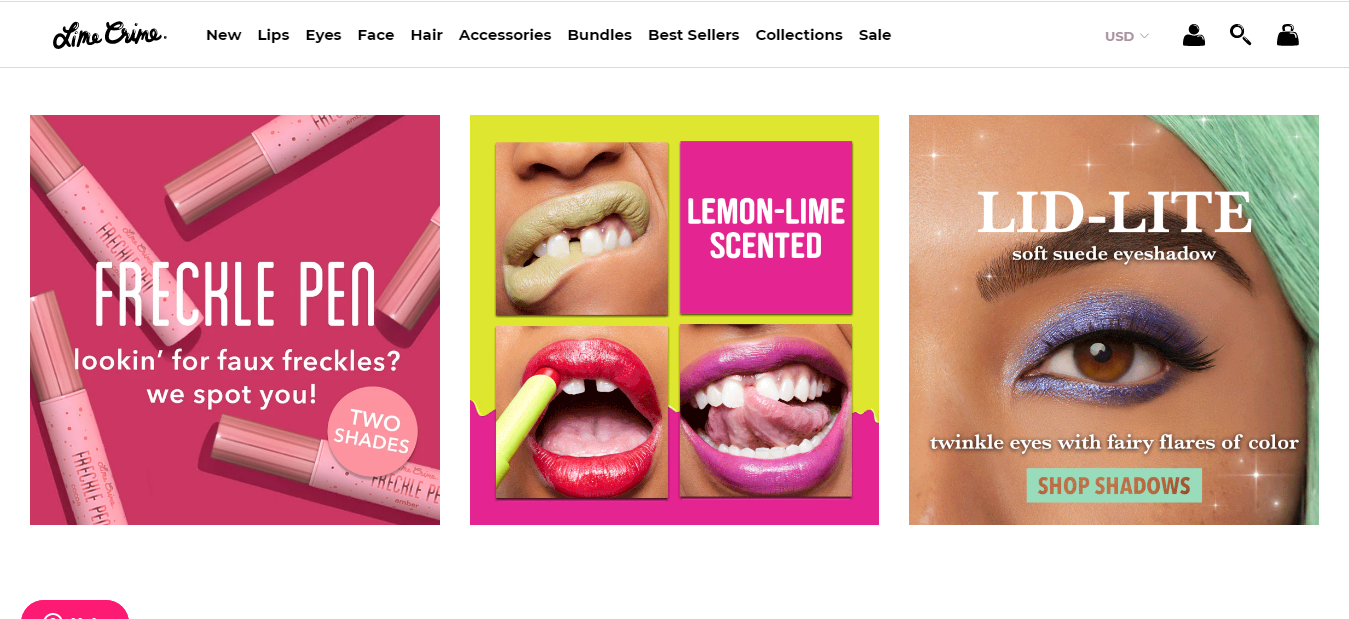 Lime Crime.
New Lips Eyes Face Hair Accessories Bundles Best Sellers Collections Sale
USD
FRECKLE PEN
lookin' for faux freckles?
we spot you!
TWO
SHADES
Lime Crime
FRECKLE PEN
FRECKLE PEN
amber
LEMON-LIME
SCENTED
LID-LITE
soft suede eyeshadow
twinkle eyes with fairy flares of color
SHOP SHADOWS